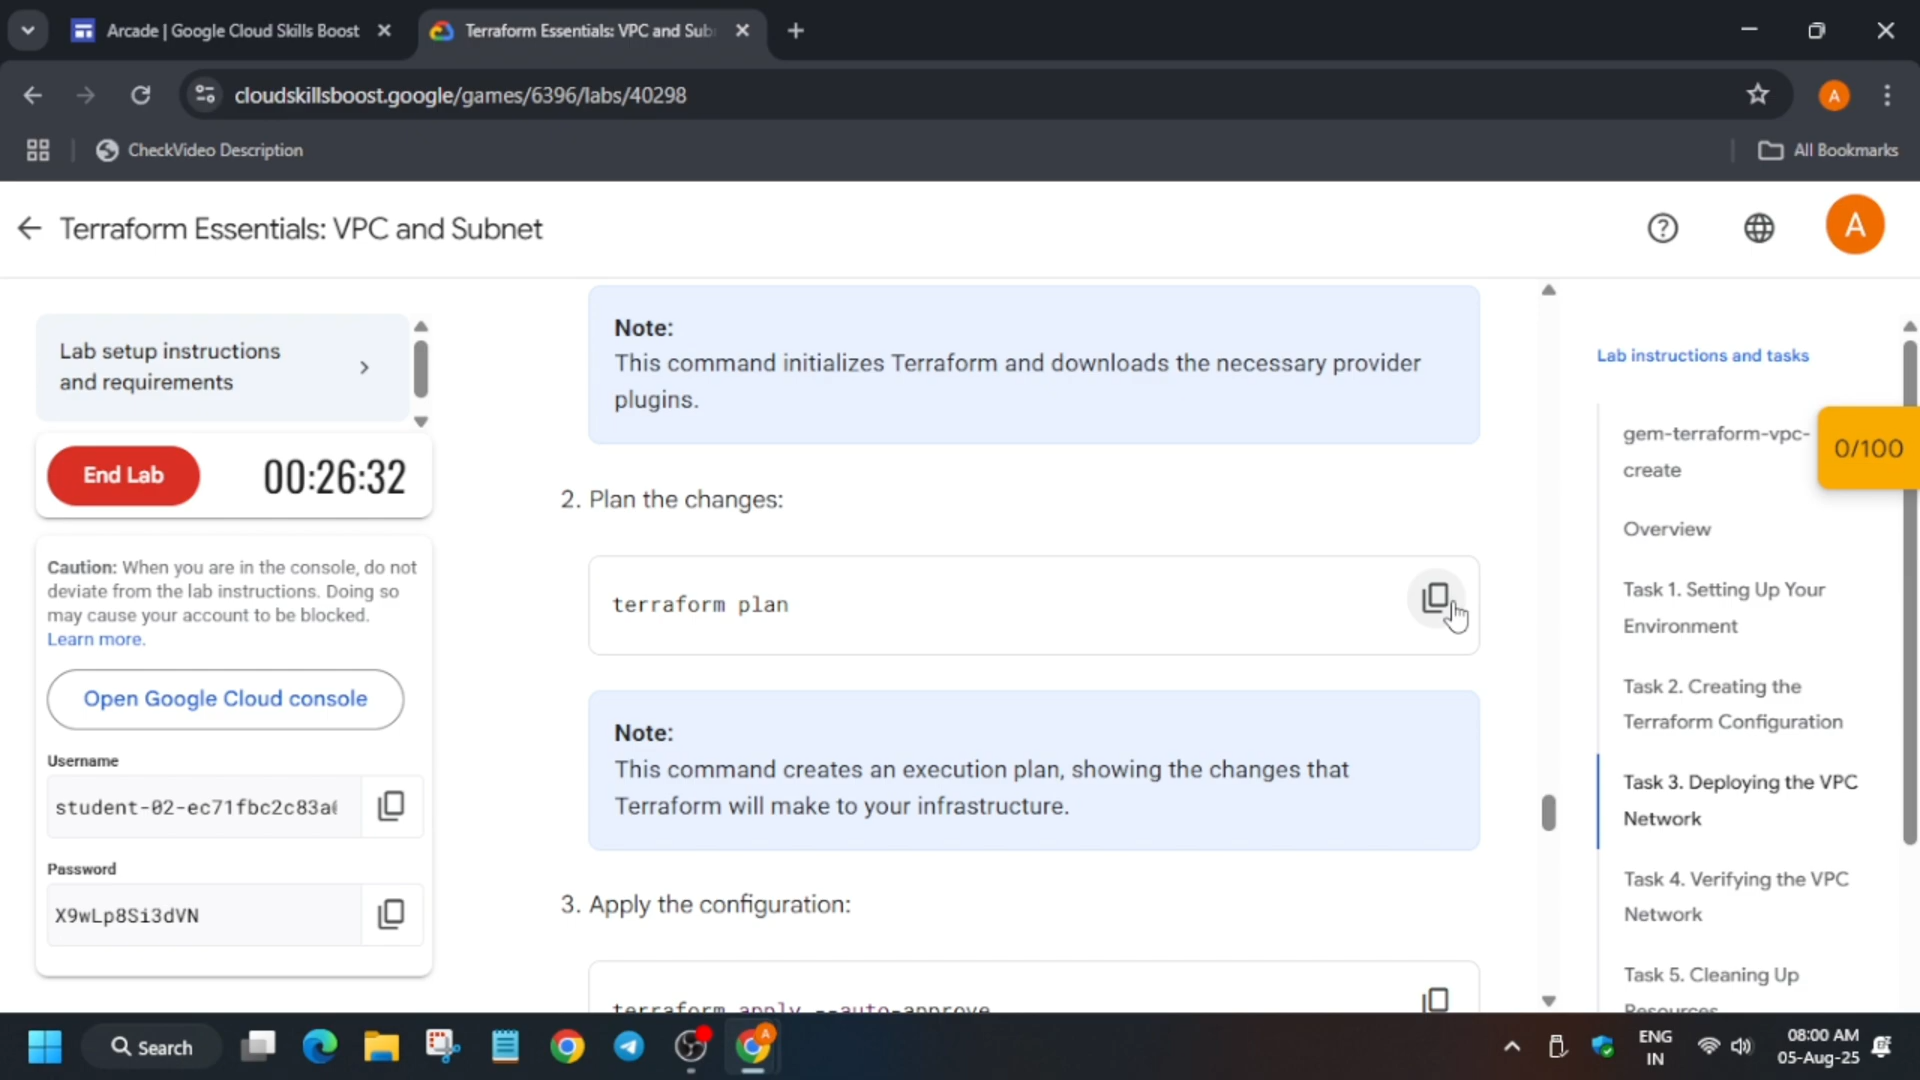 Arcade | Google Cloud Skills Boost
Terraform Essentials: VPC and Sub
cloudskillsboost.google/games/6396/labs/40298
A
CheckVideo Description
All Bookmarks
Terraform Essentials: VPC and Subnet
A
Lab setup instructions
and requirements
End Lab
00:26:32
Caution: When you are in the console, do not
deviate from the lab instructions. Doing so
may cause your account to be blocked.
Learn more.
Open Google Cloud console
Username
student-02-ec71fbc2c83a
Password
X9wLp8Si3dVN
Note:
This command initializes Terraform and downloads the necessary provider
plugins.
2. Plan the changes:
terraform plan
Note:
This command creates an execution plan, showing the changes that
Terraform will make to your infrastructure.
3. Apply the configuration:
terraform apply --auto-approve
Lab instructions and tasks
gem-terraform-vpc-
create
0/100
Overview
Task 1. Setting Up Your
Environment
Task 2. Creating the
Terraform Configuration
Task 3. Deploying the VPC
Network
Task 4. Verifying the VPC
Network
Task 5. Cleaning Up
Resources
Search
A
ENG
IN
08:00 AM
05-Aug-25